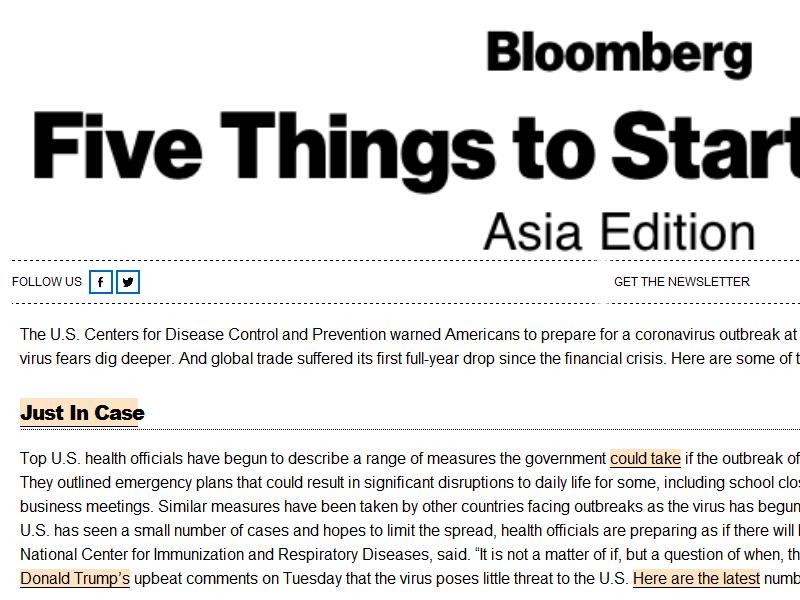 Bloomberg
Five Things to Start
Asia Edition
FOLLOW US
GET THE NEWSLETTER
The U.S. Centers for Disease Control and Prevention warned Americans to prepare for a coronavirus outbreak at
virus fears dig deeper. And global trade suffered its first full-year drop since the financial crisis. Here are some of
Just In Case
Top U.S. health officials have begun to describe a range of measures the government could take if the outbreak of
They outlined emergency plans that could result in significant disruptions to daily life for some, including school
business meetings. Similar measures have been taken by other countries facing outbreaks as the virus has begun
U.S. has seen a small number of cases and hopes to limit the spread, health officials are preparing as if there will
National Center for Immunization and Respiratory Diseases, said. “It is not a matter of if, but a question of when,
Donald Trump’s upbeat comments on Tuesday that the virus poses little threat to the U.S. Here are the latest